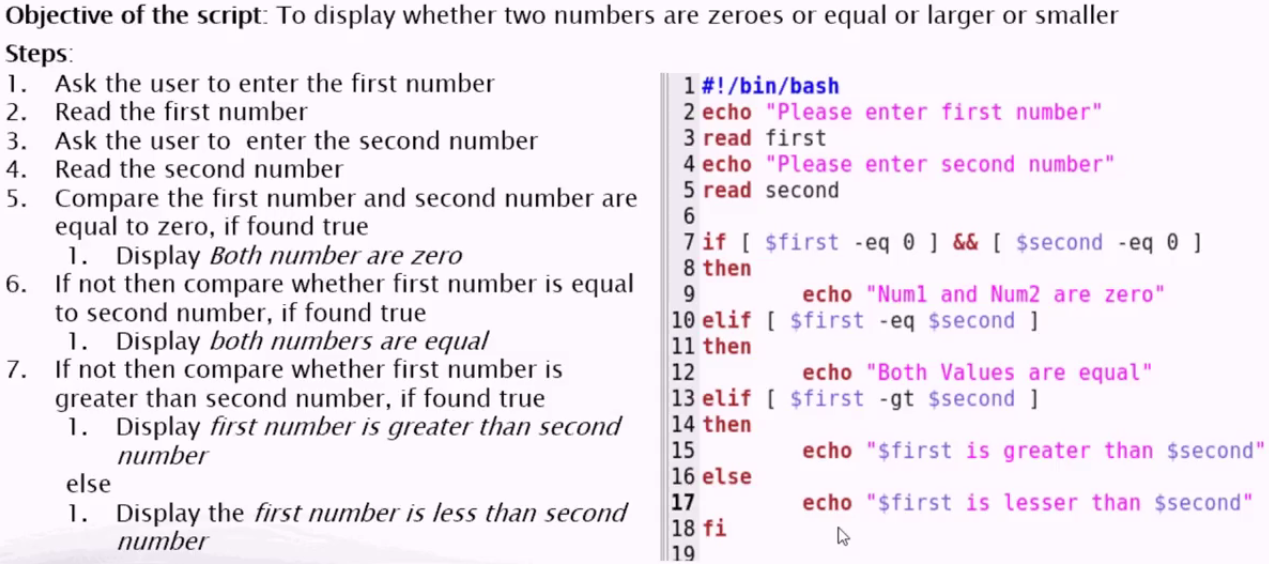 Objective of the script: To display whether two numbers are zeroes or equal or larger or smaller
Steps:
1. Ask the user to enter the first number
2. Read the first number
3. Ask the user to  enter the second number
4. Read the second number
5. Compare the first number and second number are
equal to zero, if found true
1. Display Both number are zero
6. If not then compare whether first number is equal
to second number, if found true
1. Display both numbers are equal
7. If not then compare whether first number is
greater than second number, if found true
1. Display first number is greater than second
number
else
1. Display the first number is less than second
number
1 #!/bin/bash
2 echo "Please enter first number"
3 read first
4 echo "Please enter second number"
5 read second
6
7 if [ $first -eq 0 ] && [ $second -eq 0 ]
8 then
9         echo "Num1 and Num2 are zero"
10 elif [ $first -eq $second ]
11 then
12         echo "Both Values are equal"
13 elif [ $first -gt $second ]
14 then
15         echo "$first is greater than $second"
16 else
17         echo "$first is lesser than $second"
18 fi
19